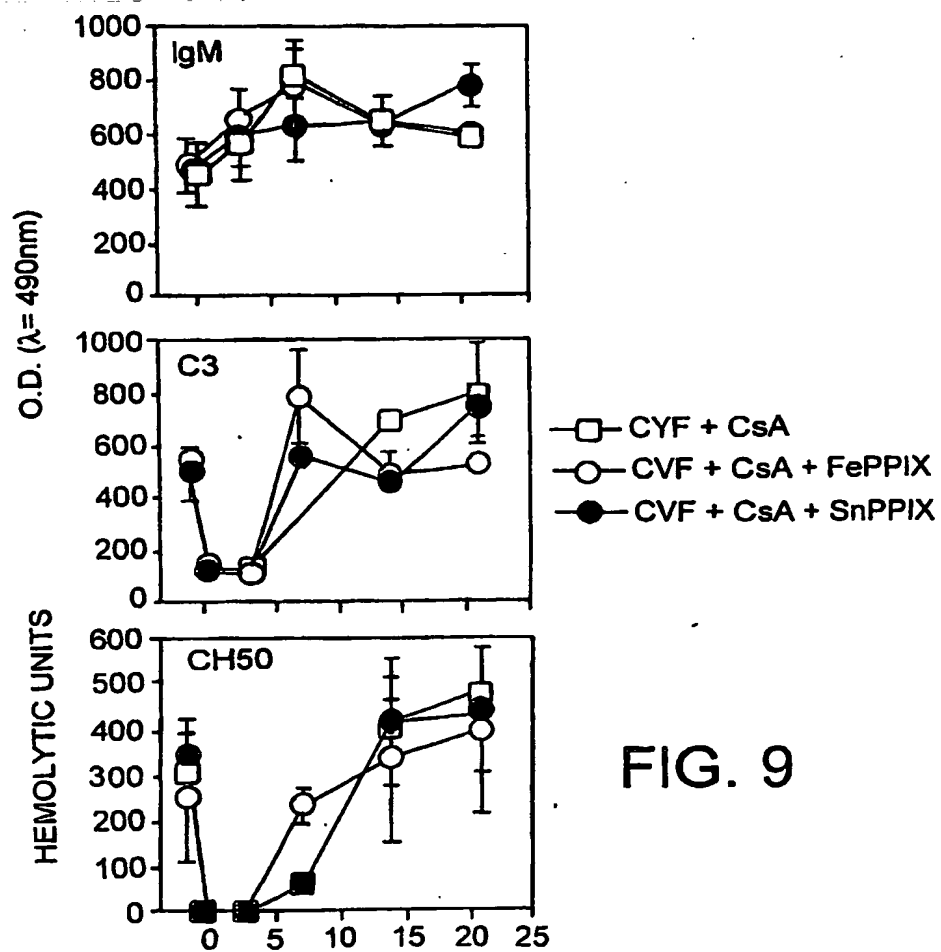 O.D. (λ= 490nm)
1000
800
600
400
200
0
IgM
1000
800
600
400
200
0
C3
CYF + CsA
CVF + CsA + FePPIX
CVF + CsA + SnPPIX
HEMOLYTIC UNITS
600
500
400
300
200
100
0
CH50
0 5 10 15 20 25
FIG. 9